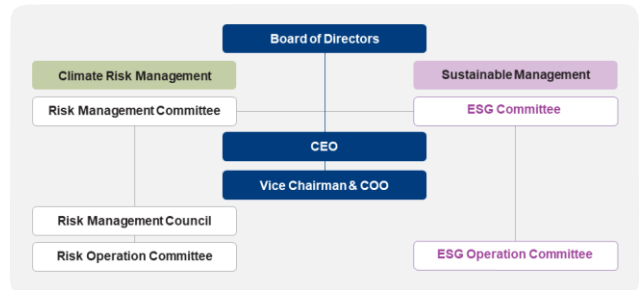 Board of Directors
Climate Risk Management
Sustainable Management
Risk Management Committee
ESG Committee
CEO
Vice Chairman & COO
Risk Management Council
Risk Operation Committee
ESG Operation Committee